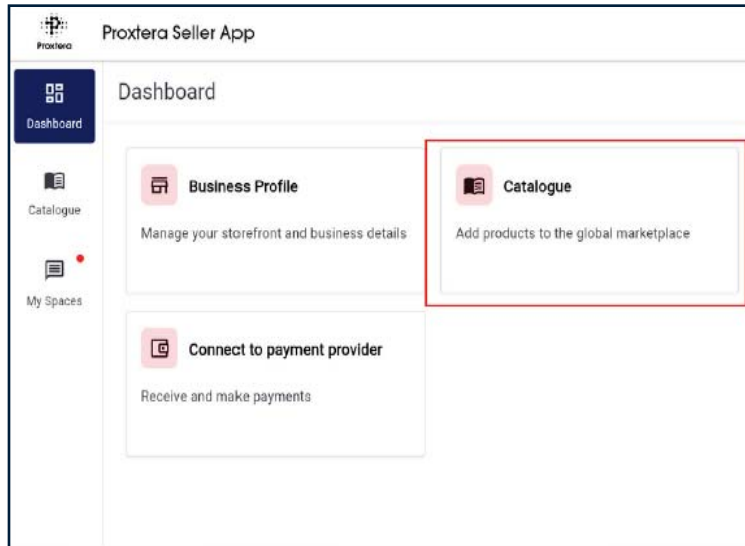 Proxtera
Proxtera Seller App
Dashboard
Dashboard
Catalogue
My Spaces
Business Profile
Manage your storefront and business details
Catalogue
Add products to the global marketplace
Connect to payment provider
Receive and make payments